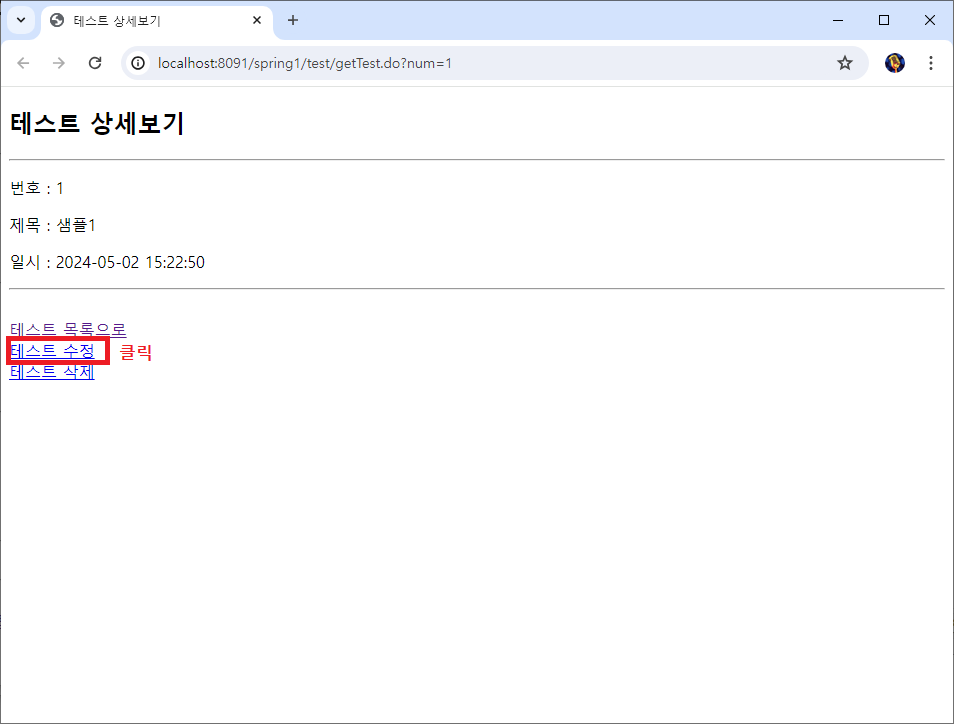 테스트 상세보기
localhost:8091/spring1/test/getTest.do?num=1
테스트 상세보기
번호 : 1
제목 : 샘플1
일시 : 2024-05-02 15:22:50
테스트 목록으로
테스트 수정 클릭
테스트 삭제